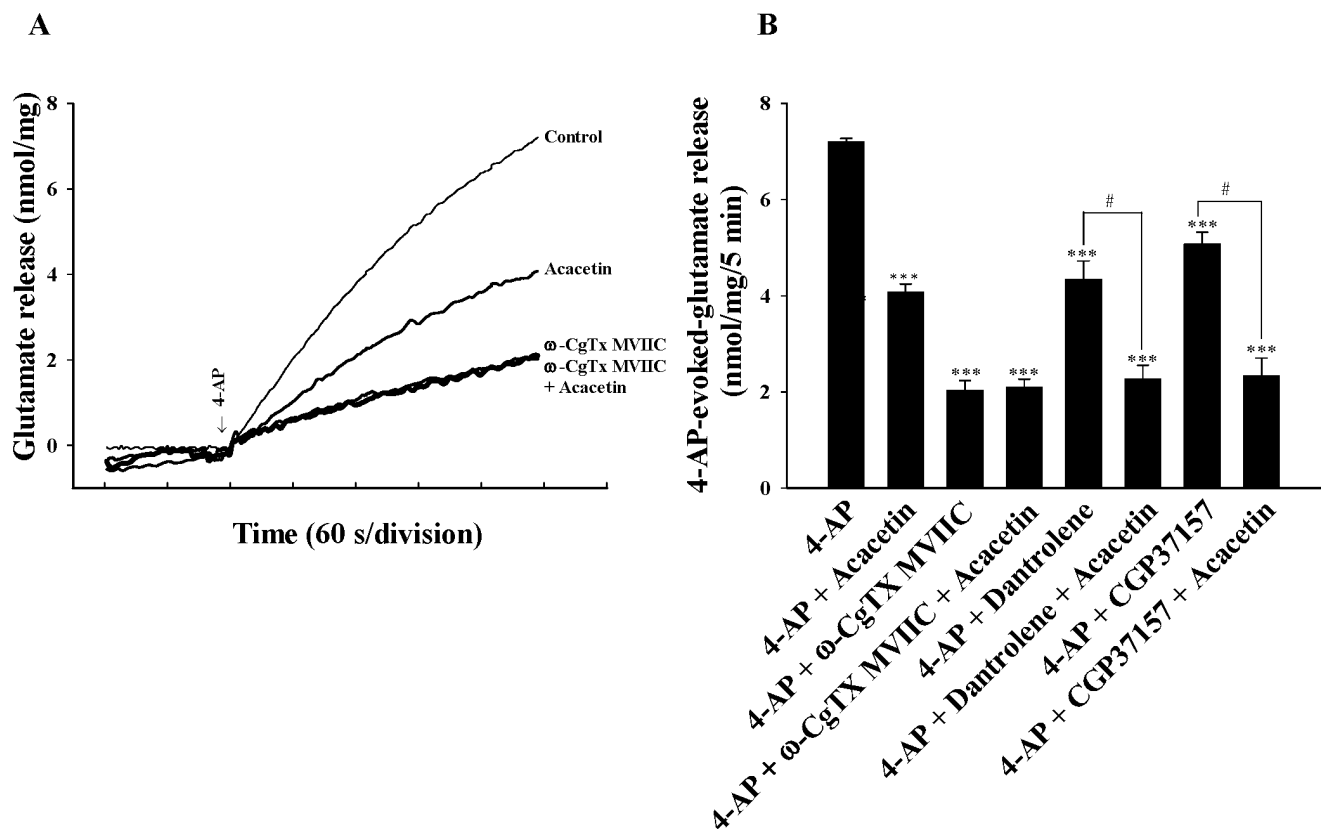 A
Glutamate release (nmol/mg)
8
6
4
2
0
4-AP
↓
Control
Acacetin
ω-CgTx MVIIC
ω-CgTx MVIIC
+ Acacetin
Time (60 s/division)
B
4-AP-evoked-glutamate release
(nmol/mg/5 min)
8
6
4
2
0
***
***
***
***
***
***
***
#
#
*
4-AP
4-AP + Acacetin
4-AP + ω-CgTX MVIIC
4-AP + ω-CgTX MVIIC + Acacetin
4-AP + Dantrolene
4-AP + Dantrolene + Acacetin
4-AP + CGP37157
4-AP + CGP37157 + Acacetin